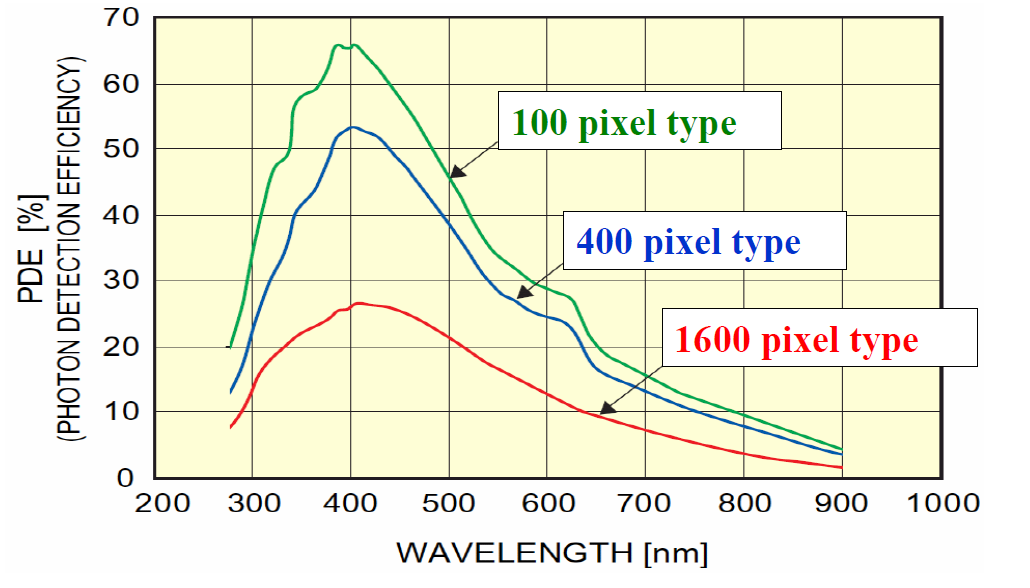 70
60
50
40
30
20
10
0
PDE [%]
(PHOTON DETECTION EFFICIENCY)
100 pixel type
400 pixel type
1600 pixel type
200 300 400 500 600 700 800 900 1000
WAVELENGTH [nm]